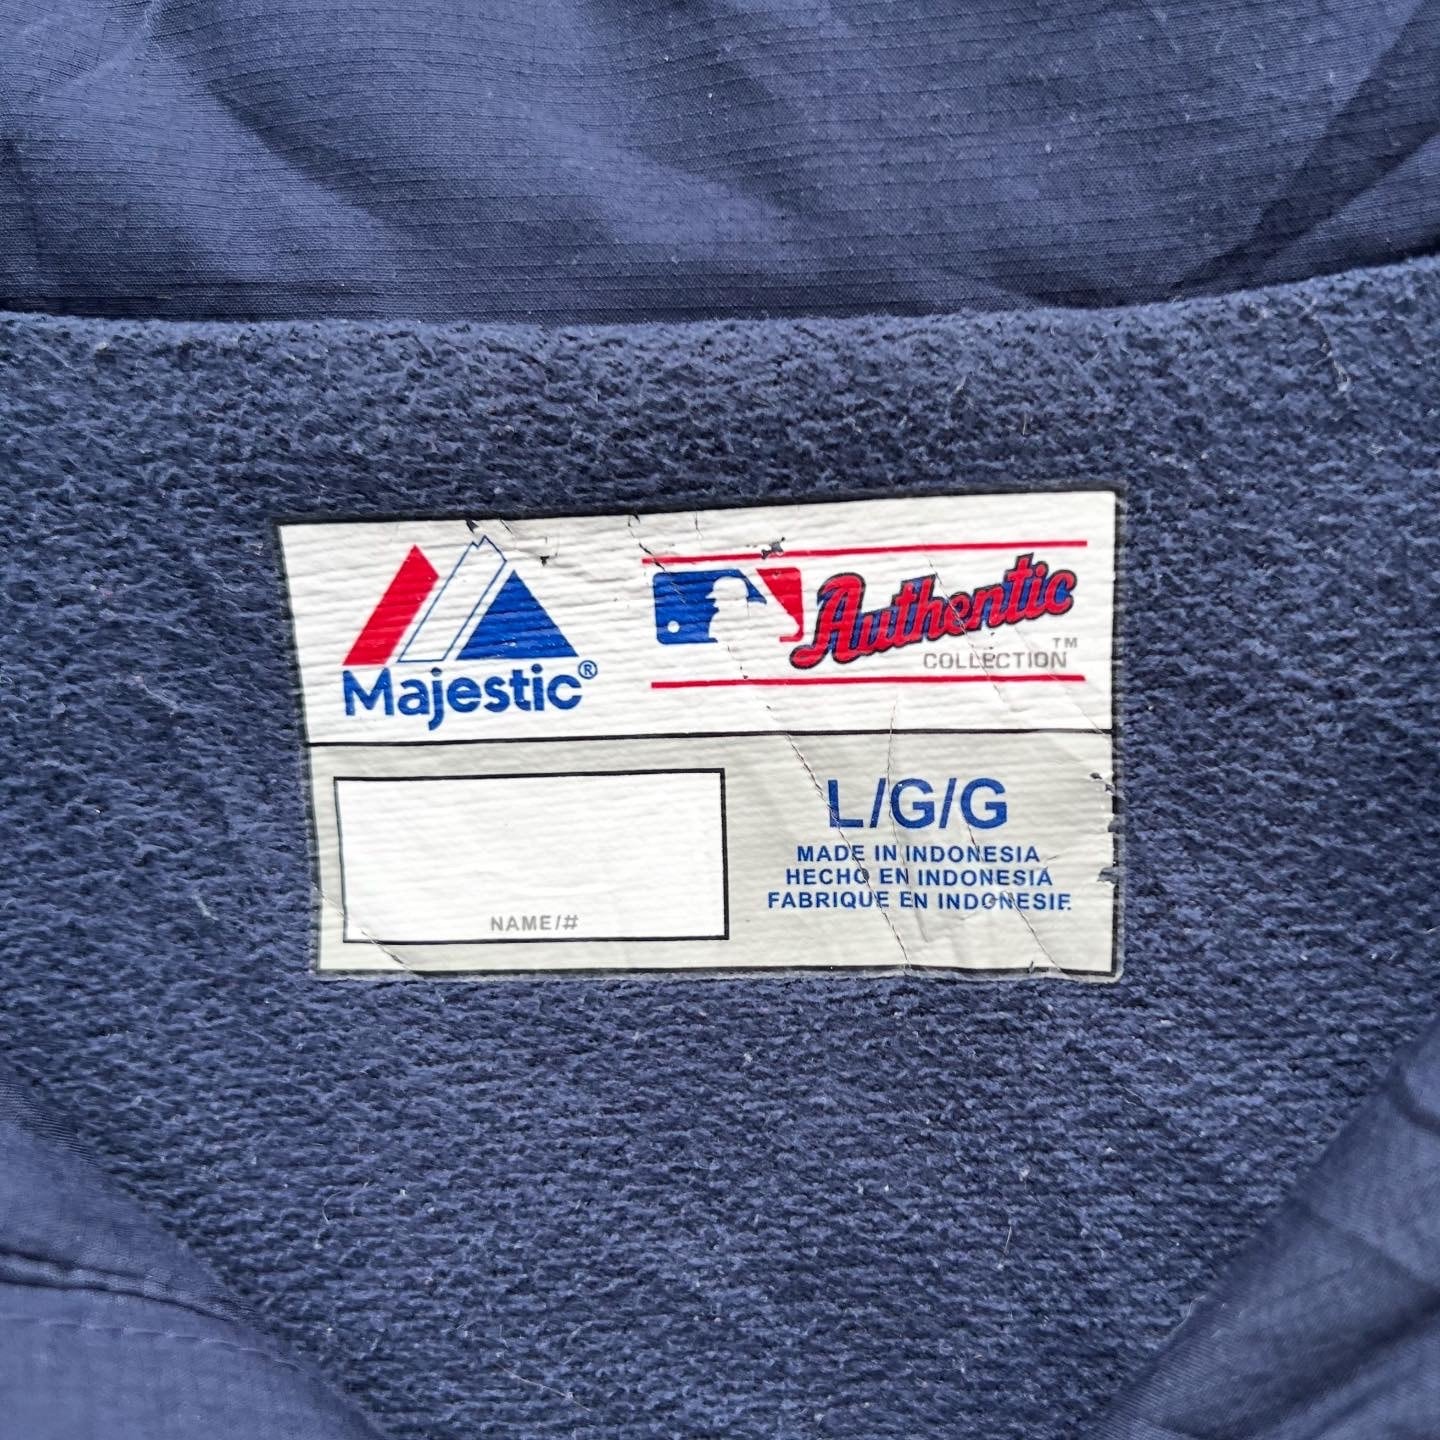 Majestic®
Authentic
COLLECTION™
NAME/#
L/G/G
MADE IN INDONESIA
HECHO EN INDONESIA
FABRIQUE EN INDONESIE